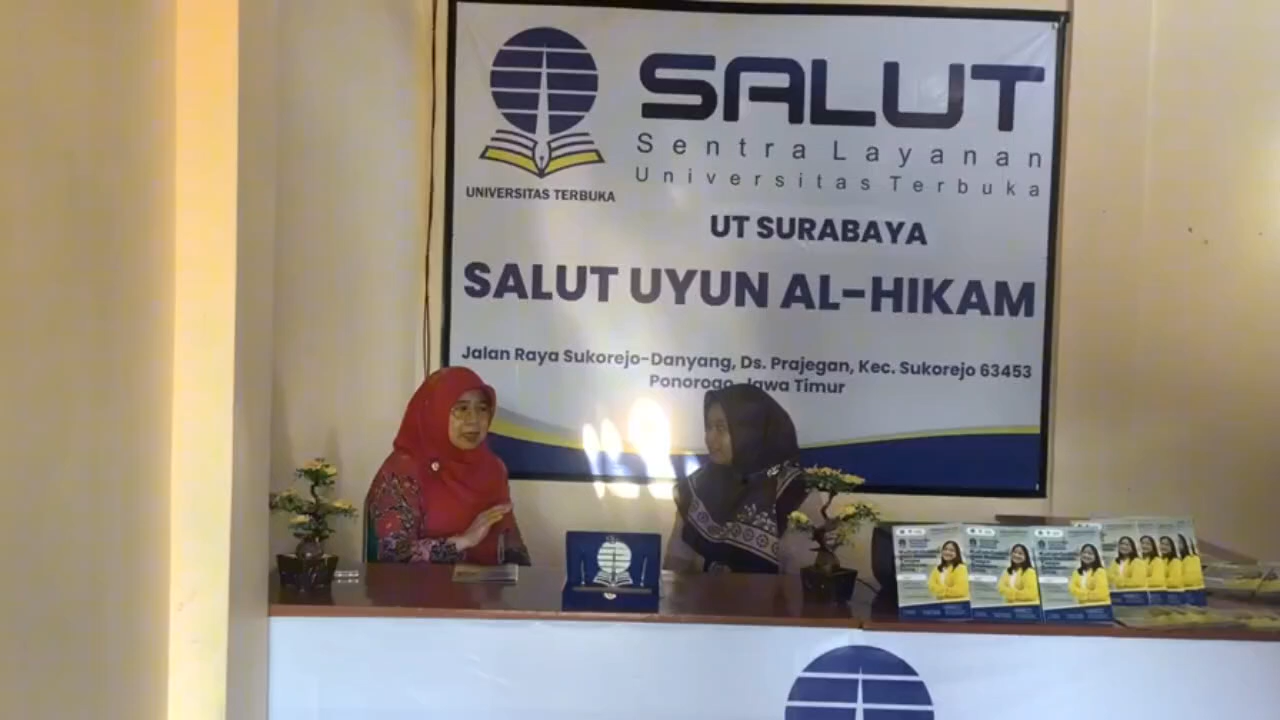 SALUT
Sentra Layanan
Universitas Terbuka
UNIVERSITAS TERBUKA
UT SURABAYA
SALUT UYUN AL-HIKAM
Jalan Raya Sukorejo-Danyang, Ds. Prajegan, Kec. Sukorejo 63453
Ponorogo Jawa Timur